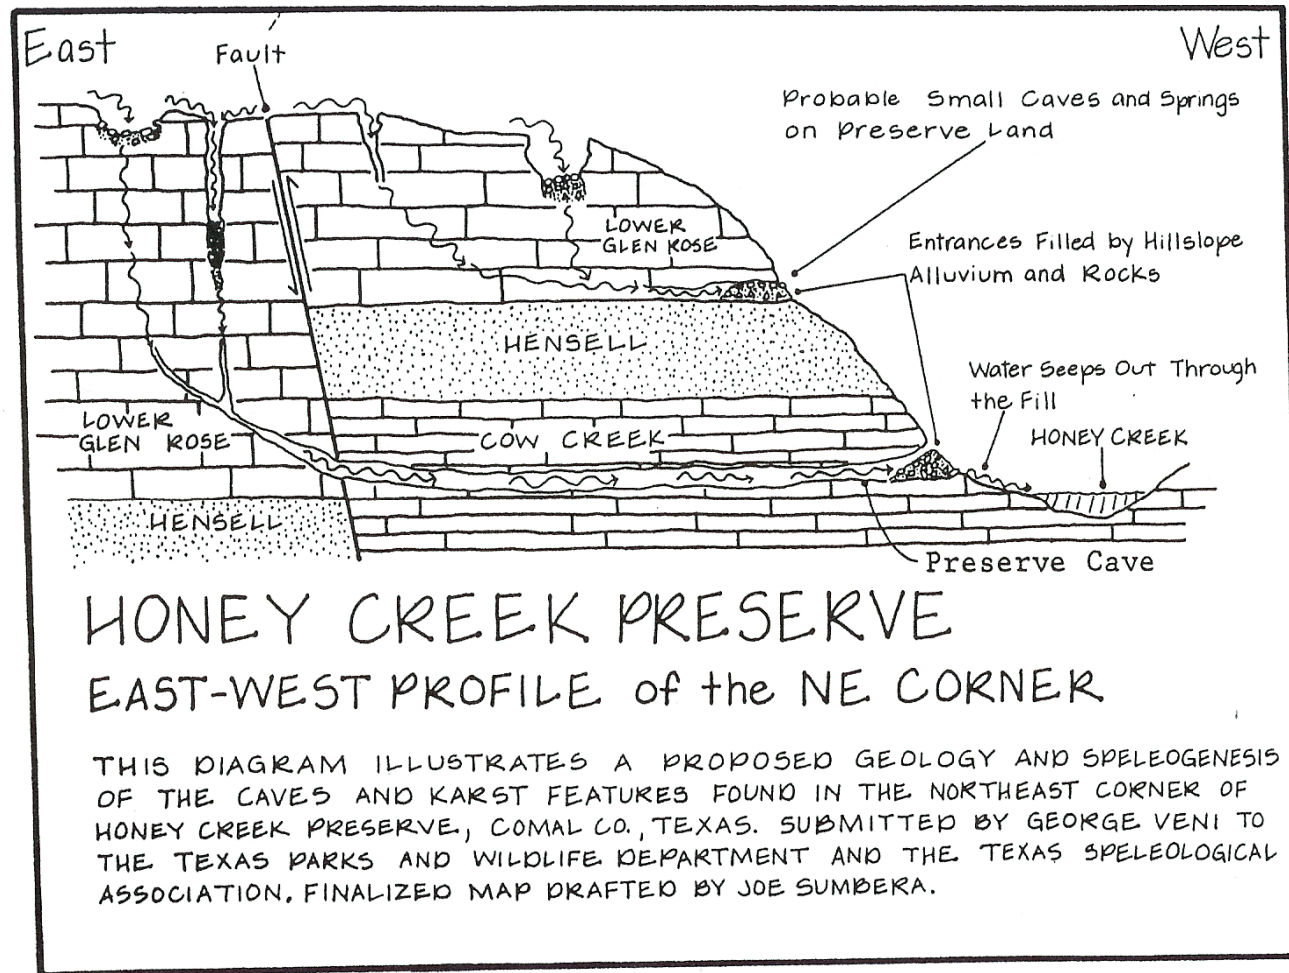 East
West
Fault
Probable Small Caves and Springs
on Preserve Land
LOWER
GLEN ROSE
Entrances Filled by Hillslope
Alluvium and Rocks
HENSELL
Water Seeps Out Through
the Fill
LOWER
GLEN ROSE
COW CREEK
HONEY CREEK
HENSELL
Preserve Cave
HONEY CREEK PRESERVE
EAST-WEST PROFILE of the NE CORNER
THIS DIAGRAM ILLUSTRATES A PROPOSED GEOLOGY AND SPELEOGENESIS
OF THE CAVES AND KARST FEATURES FOUND IN THE NORTHEAST CORNER OF
HONEY CREEK PRESERVE, COMAL CO., TEXAS. SUBMITTED BY GEORGE VENI TO
THE TEXAS PARKS AND WILDLIFE DEPARTMENT AND THE TEXAS SPELEOLOGICAL
ASSOCIATION. FINALIZED MAP DRAFTED BY JOE SUMBERA.